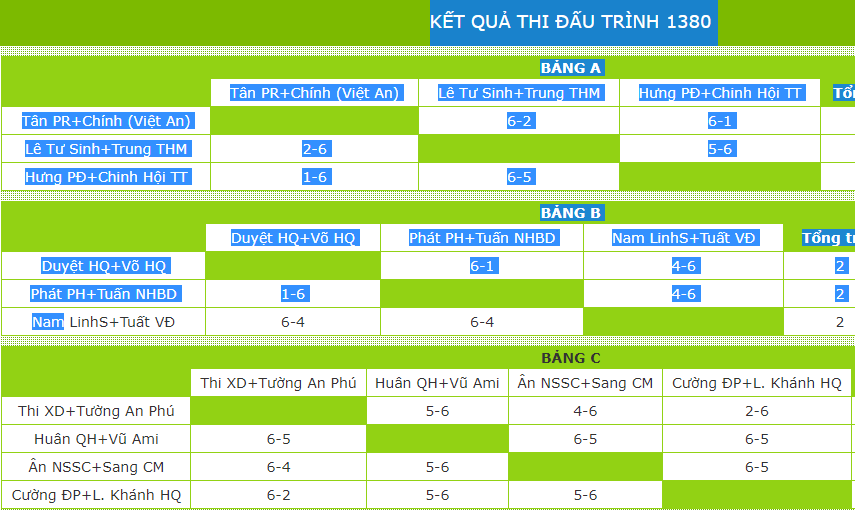 KẾT QUẢ THI ĐẤU TRÌNH 1380
BẢNG A
Tân PR+Chính (Việt An) Lê Tư Sinh+Trung THM Hưng PĐ+Chinh Hội TT
Tân PR+Chính (Việt An) 6-2 6-1
Lê Tư Sinh+Trung THM 2-6 5-6
Hưng PĐ+Chinh Hội TT 1-6 6-5
BẢNG B
Duyệt HQ+Võ HQ Phát PH+Tuấn NHBD Nam LinhS+Tuất VĐ Tổng
Duyệt HQ+Võ HQ 6-1 4-6 2
Phát PH+Tuấn NHBD 1-6 4-6 2
Nam LinhS+Tuất VĐ 6-4 6-4 2
BẢNG C
Thi XD+Tường An Phú Huân QH+Vũ Ami Ân NSSC+Sang CM Cường ĐP+L. Khánh HQ
Thi XD+Tường An Phú 5-6 4-6 2-6
Huân QH+Vũ Ami 6-5 6-5 6-5
Ân NSSC+Sang CM 6-4 5-6 6-5
Cường ĐP+L. Khánh HQ 6-2 5-6 5-6